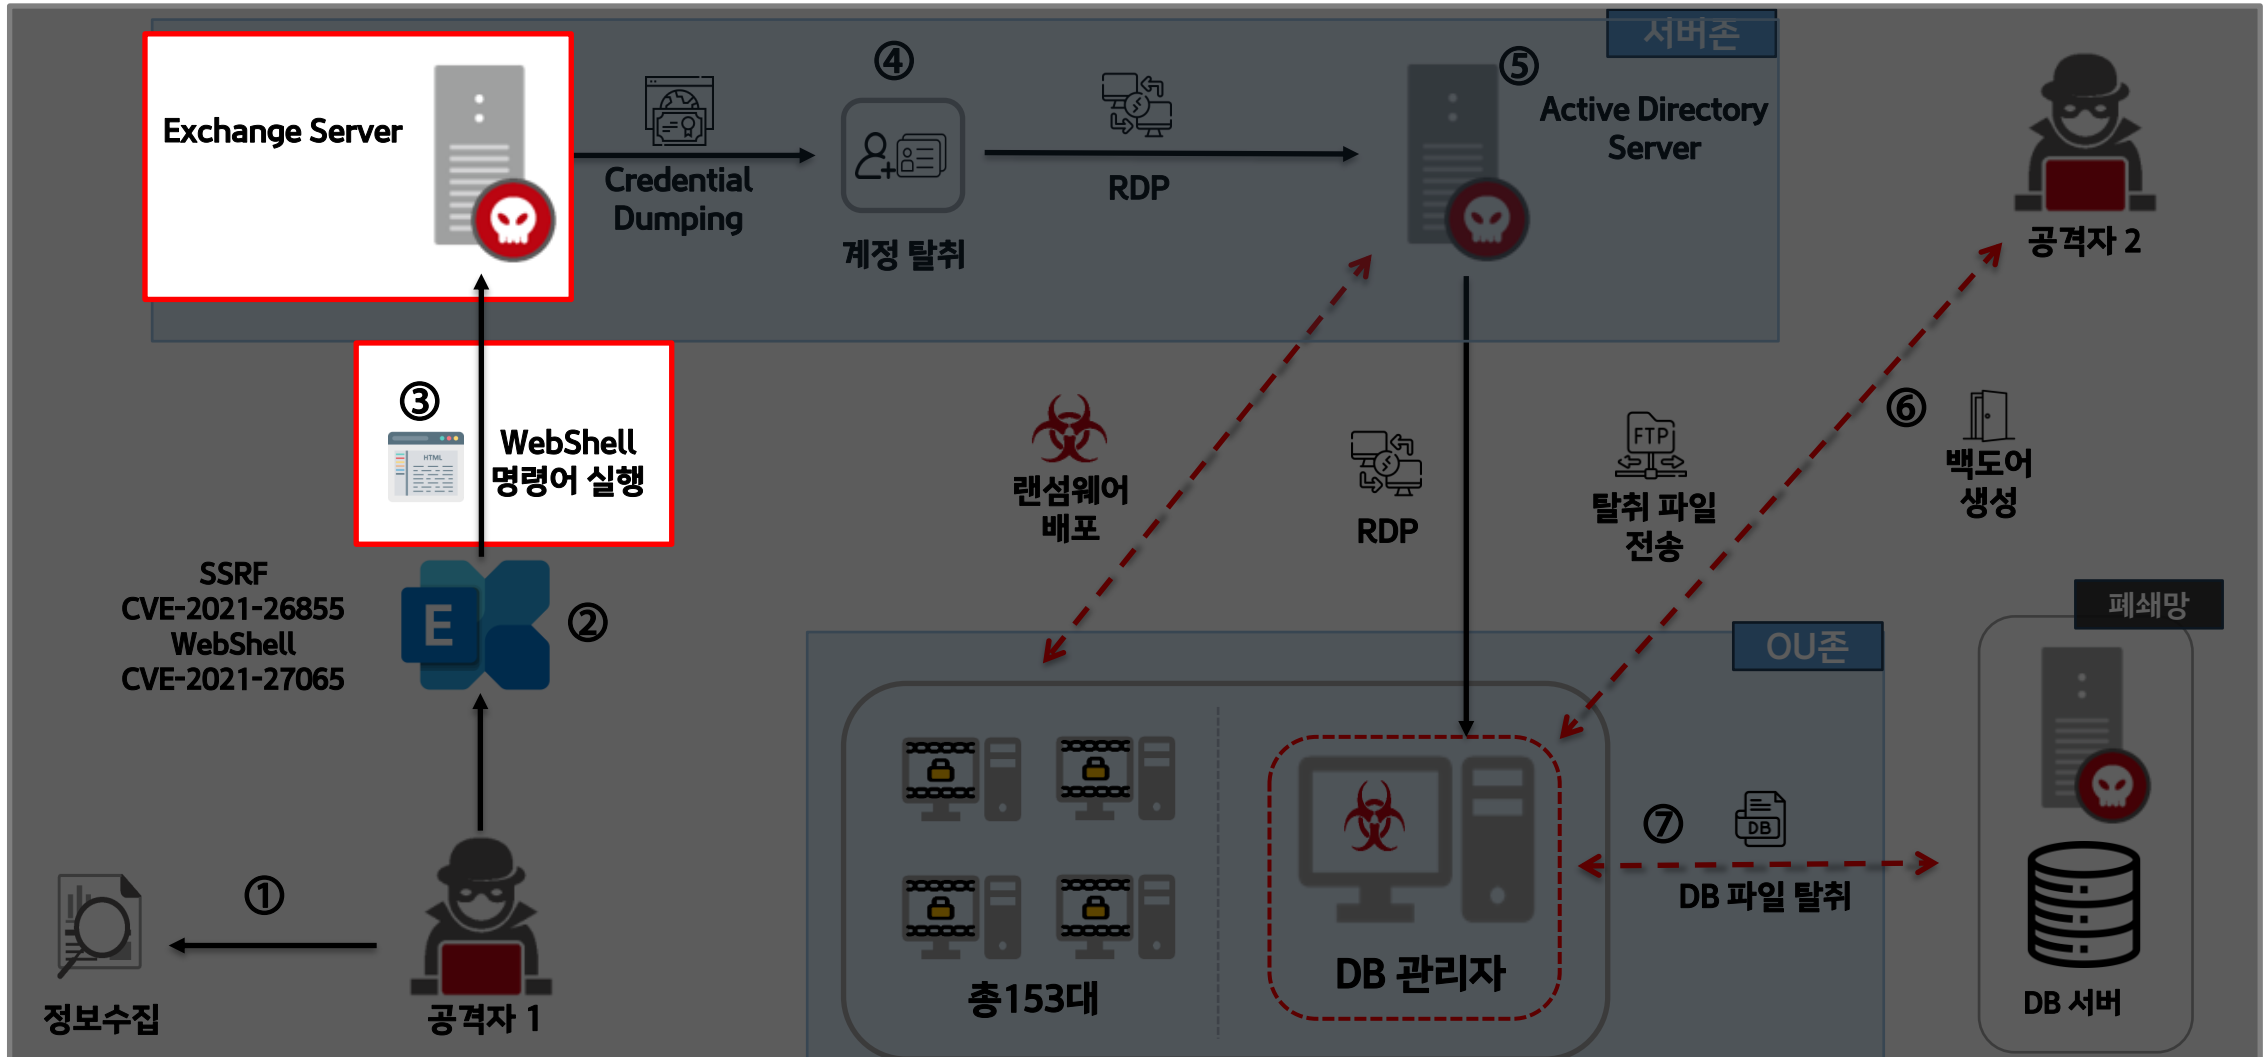 서버존
Exchange Server
Credential
Dumping
④
계정 탈취
RDP
⑤
Active Directory
Server
공격자 2
③
HTML
WebShell
명령어 실행
랜섬웨어
배포
RDP
FTP
탈취 파일
전송
⑥
백도어
생성
SSRF
CVE-2021-26855
WebShell
CVE-2021-27065
E
②
OU존
폐쇄망
①
정보수집
공격자 1
총153대
DB 관리자
⑦
DB
DB 파일 탈취
DB 서버